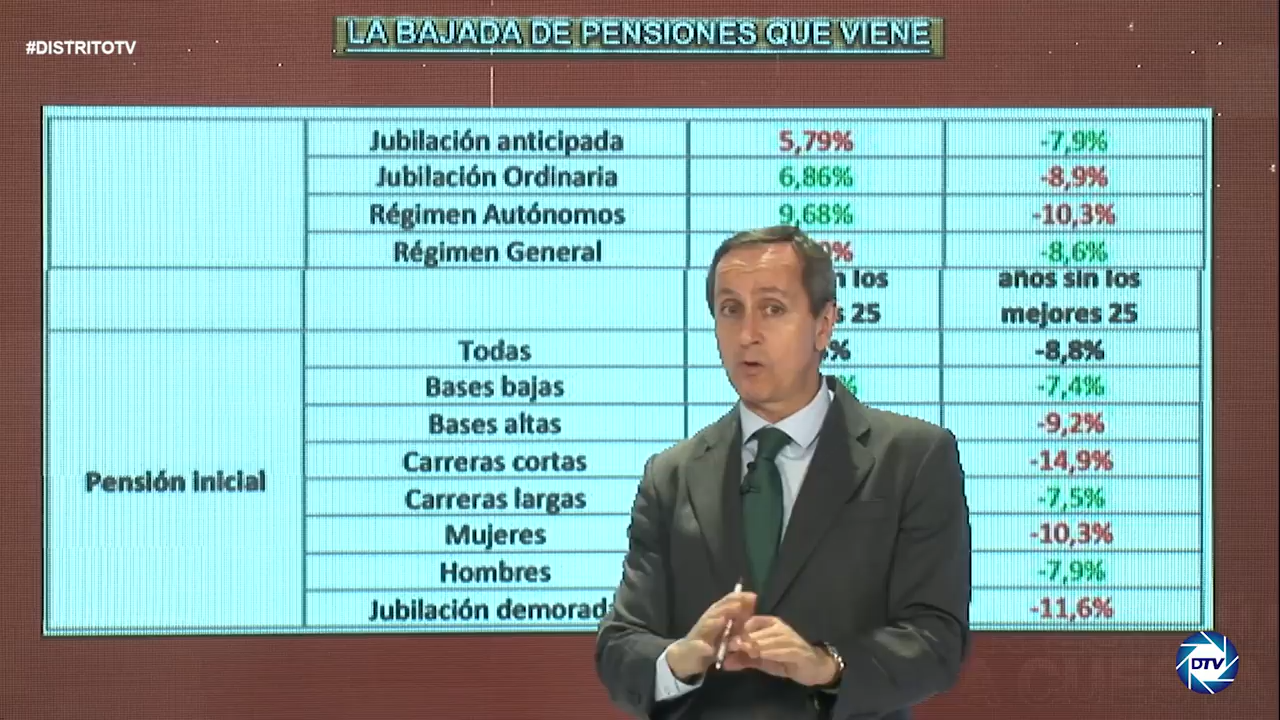 LA BAJADA DE PENSIONES QUE VIENE
#DISTRITOTV
Jubilación anticipada 5,79% -7,9%
Jubilación Ordinaria 6,86% -8,9%
Régimen Autónomos 9,68% -10,3%
Régimen General % -8,6%
los años sin los
25 mejores 25
Todas % -8,8%
Bases bajas % -7,4%
Bases altas -9,2%
Carreras cortas -14,9%
Pensión inicial
Carreras largas -7,5%
Mujeres -10,3%
Hombres -7,9%
Jubilación -11,6%
DTV